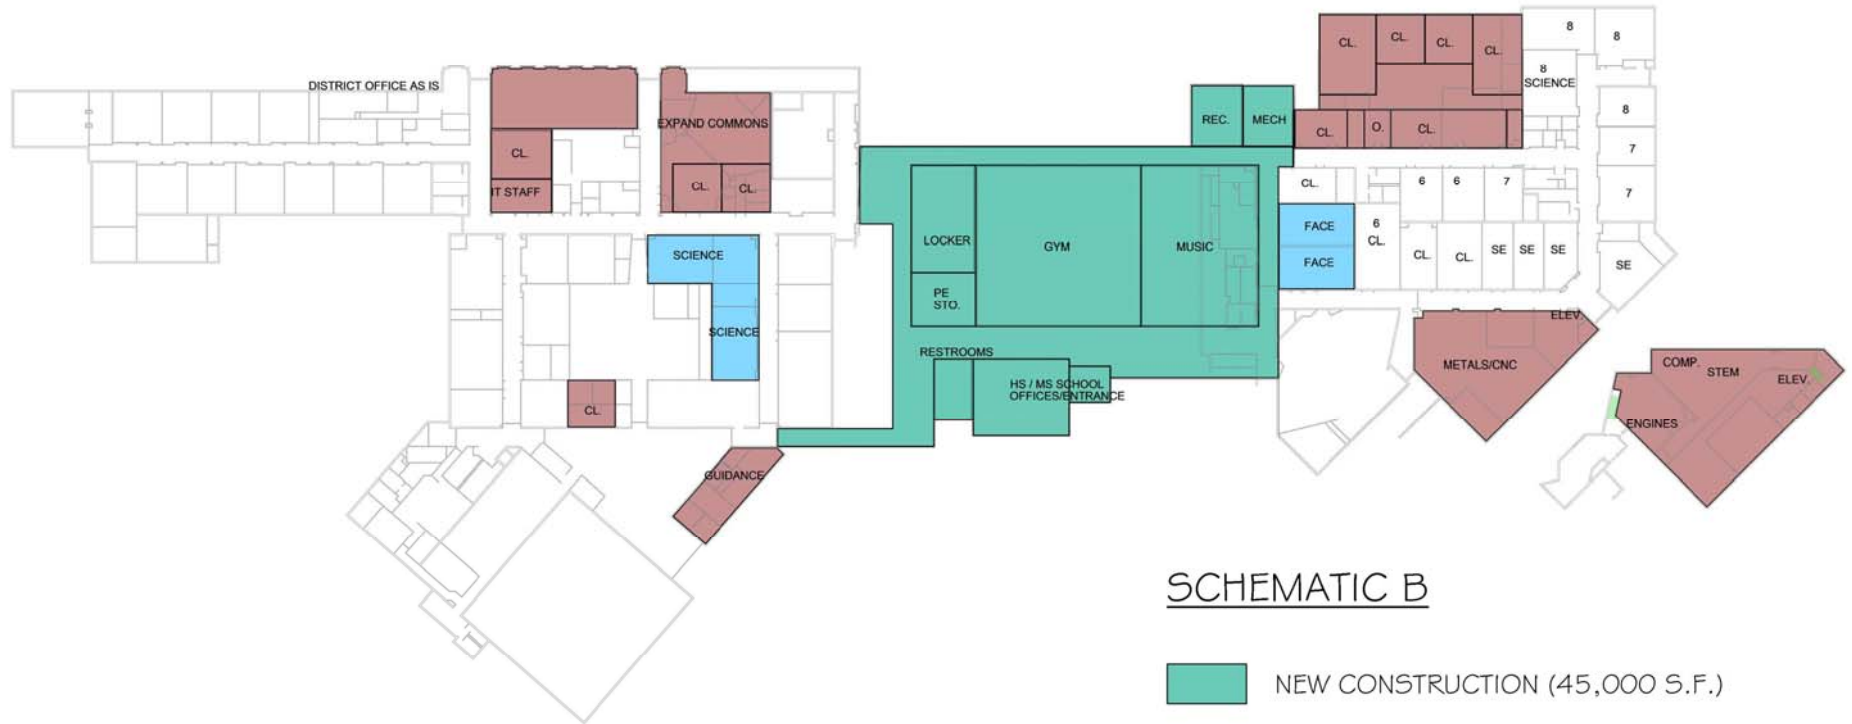 DISTRICT OFFICE AS IS
CL.
IT STAFF
EXPAND COMMONS
CL.
CL.
SCIENCE
SCIENCE
CL.
GUIDANCE
REC.
MECH
LOCKER
PE
STO.
GYM
MUSIC
RESTROOMS
HS / MS SCHOOL
OFFICES/ENTRANCE
CL.
CL.
CL.
CL.
CL.
O.
CL.
8
8
8
SCIENCE
8
7
7
CL.
6
6
7
FACE
FACE
6
CL.
CL.
CL.
SE
SE
SE
SE
ELEV.
METALS/CNC
COMP.
STEM
ELEV.
ENGINES
SCHEMATIC B
NEW CONSTRUCTION (45,000 S.F.)